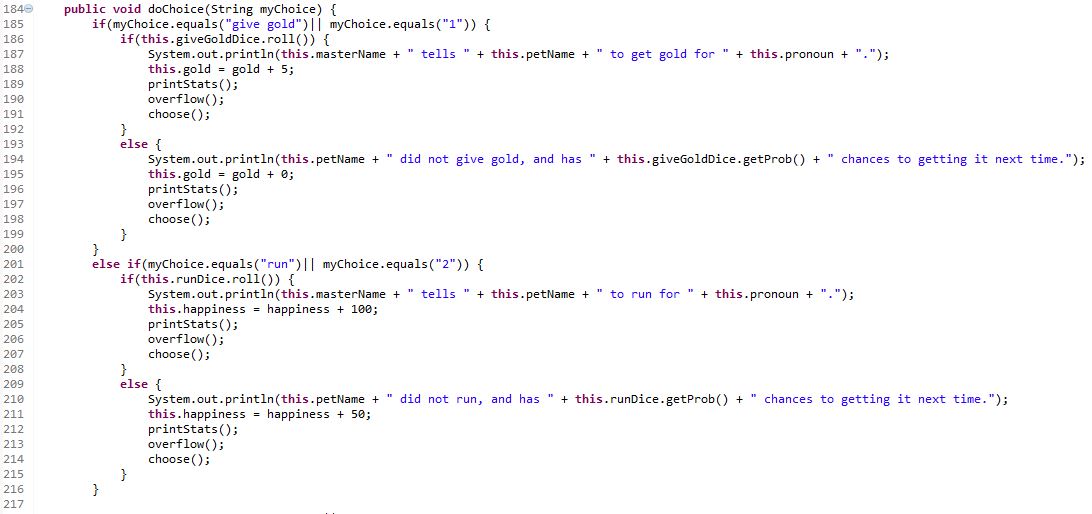 184 public void doChoice(String myChoice) {
185 if(myChoice.equals("give gold")|| myChoice.equals("1")) {
186 if(this.giveGoldDice.roll()) {
187 System.out.println(this.masterName + " tells " + this.petName + " to get gold for " + this.pronoun + ".");
188 this.gold = gold + 5;
189 printStats();
190 overflow();
191 choose();
192 }
193 else {
194 System.out.println(this.petName + " did not give gold, and has " + this.giveGoldDice.getProb() + " chances to getting it next time.");
195 this.gold = gold + 0;
196 printStats();
197 overflow();
198 choose();
199 }
200 }
201 else if(myChoice.equals("run")|| myChoice.equals("2")) {
202 if(this.runDice.roll()) {
203 System.out.println(this.masterName + " tells " + this.petName + " to run for " + this.pronoun + ".");
204 this.happiness = happiness + 100;
205 printStats();
206 overflow();
207 choose();
208 }
209 else {
210 System.out.println(this.petName + " did not run, and has " + this.runDice.getProb() + " chances to getting it next time.");
211 this.happiness = happiness + 50;
212 printStats();
213 overflow();
214 choose();
215 }
216 }
217